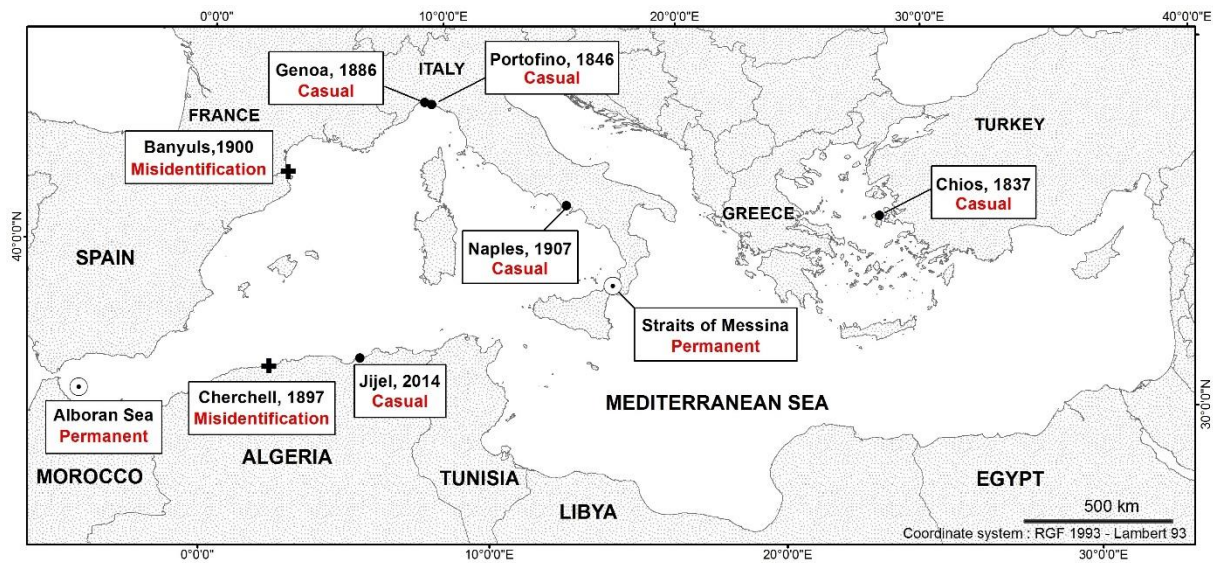 0°0'0"
10°0'0"E
20°0'0"E
30°0'0"E
40°0'0"E
Genoa, 1886
Casual
ITALY
Portofino, 1846
Casual
FRANCE
TURKEY
Banyuls,1900
Misidentification
Chios, 1837
Casual
GREECE
40°0'0"N
SPAIN
Naples, 1907
Casual
Straits of Messina
Permanent
Jijel, 2014
Casual
Cherchell, 1897
Misidentification
Alboran Sea
Permanent
MEDITERRANEAN SEA
30°0'0"N
ALGERIA
MOROCCO
TUNISIA
EGYPT
LIBYA
500 km
Coordinate system : RGF 1993 - Lambert 93
0°0'0"
10°0'0"E
20°0'0"E
30°0'0"E